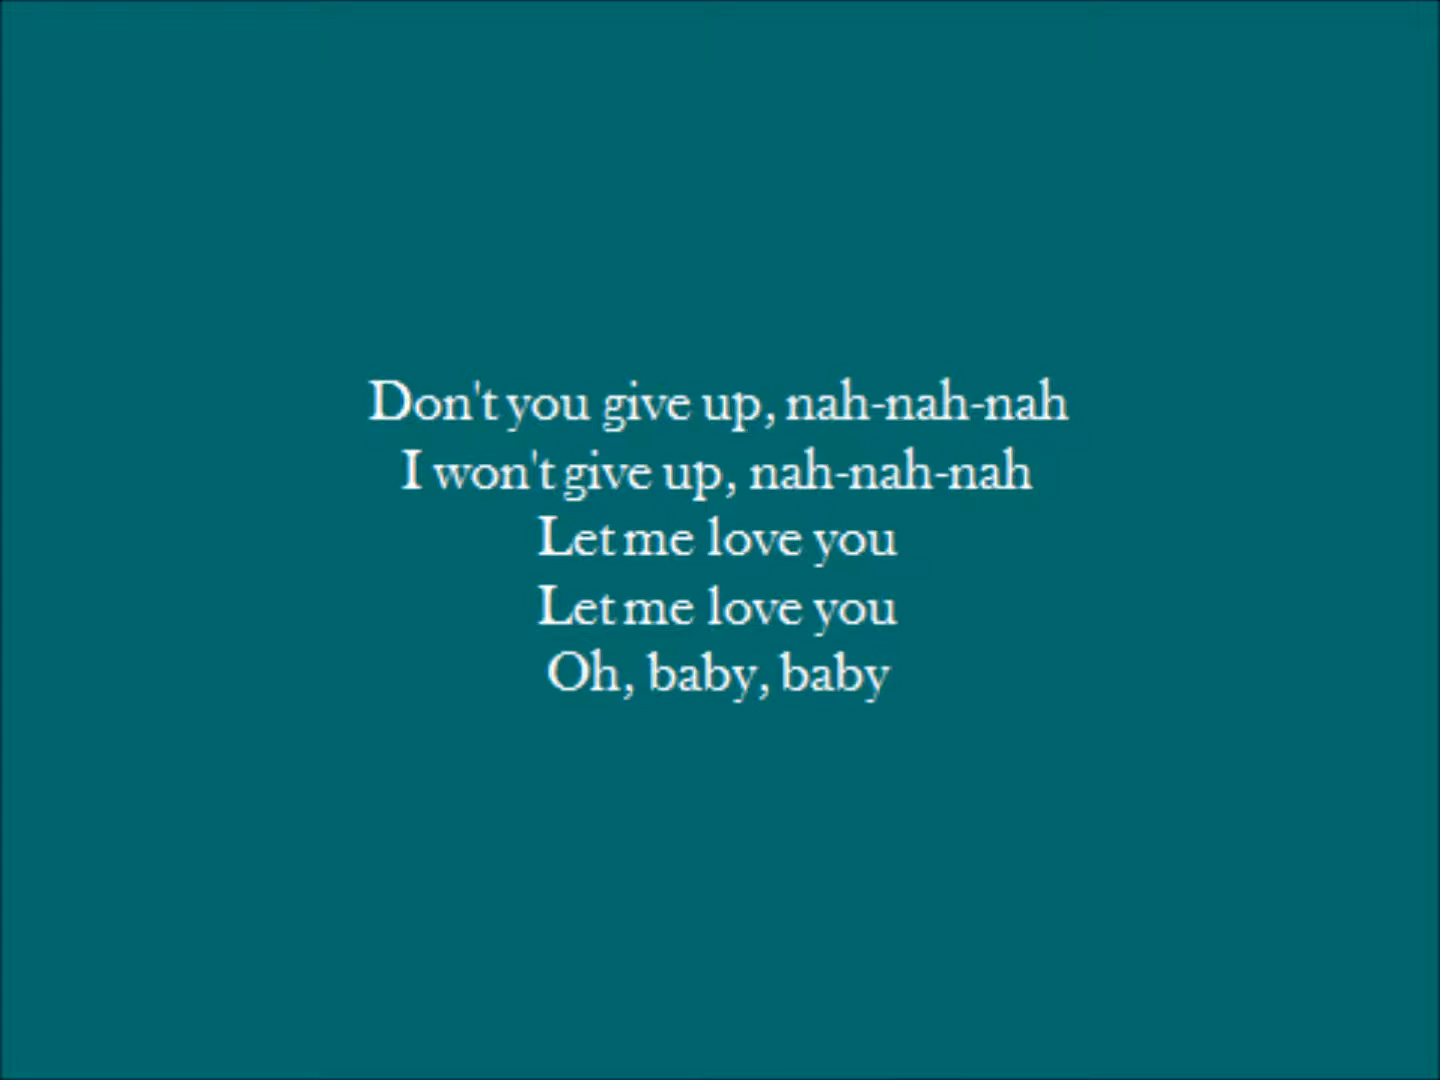 Don't you give up, nah-nah-nah
I won't give up, nah-nah-nah
Let me love you
Let me love you
Oh, baby, baby